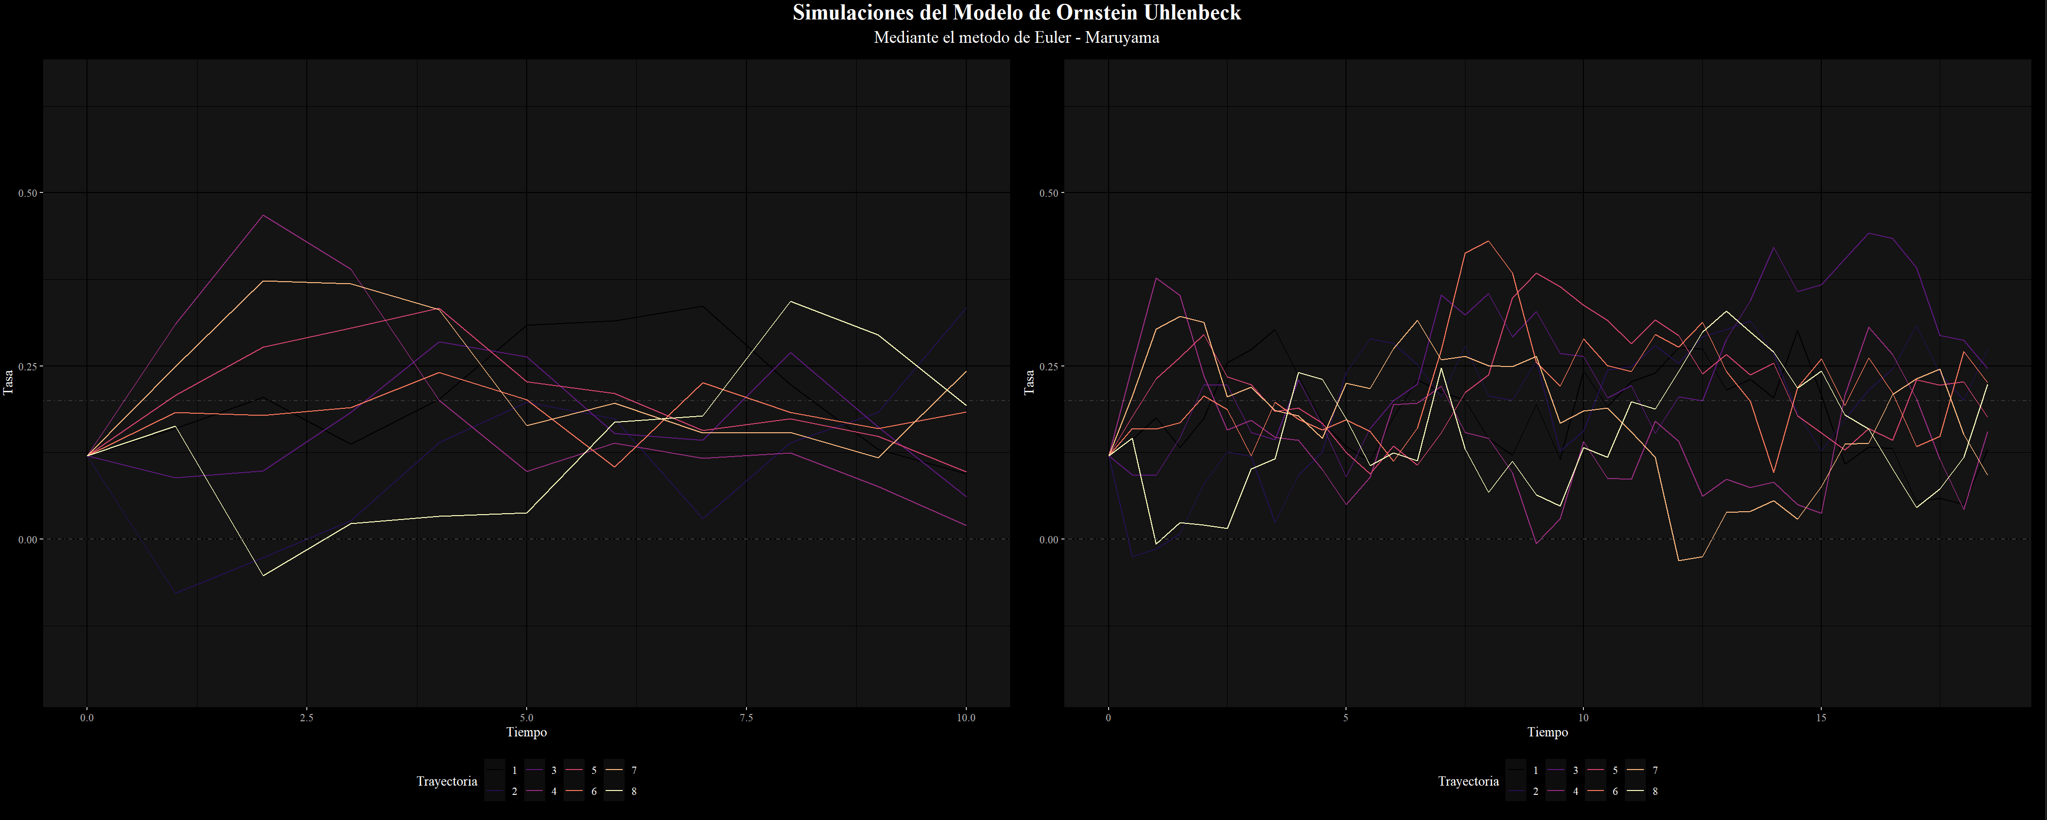 Simulaciones del Modelo de Ornstein Uhlenbeck
Mediante el metodo de Euler - Maruyama
Tasa
0.50
0.25
0.00
0.0 2.5 5.0 7.5 10.0
Tiempo
Trayectoria
1 3 5 7
2 4 6 8
Tasa
0.50
0.25
0.00
0 5 10 15
Tiempo
Trayectoria
1 3 5 7
2 4 6 8